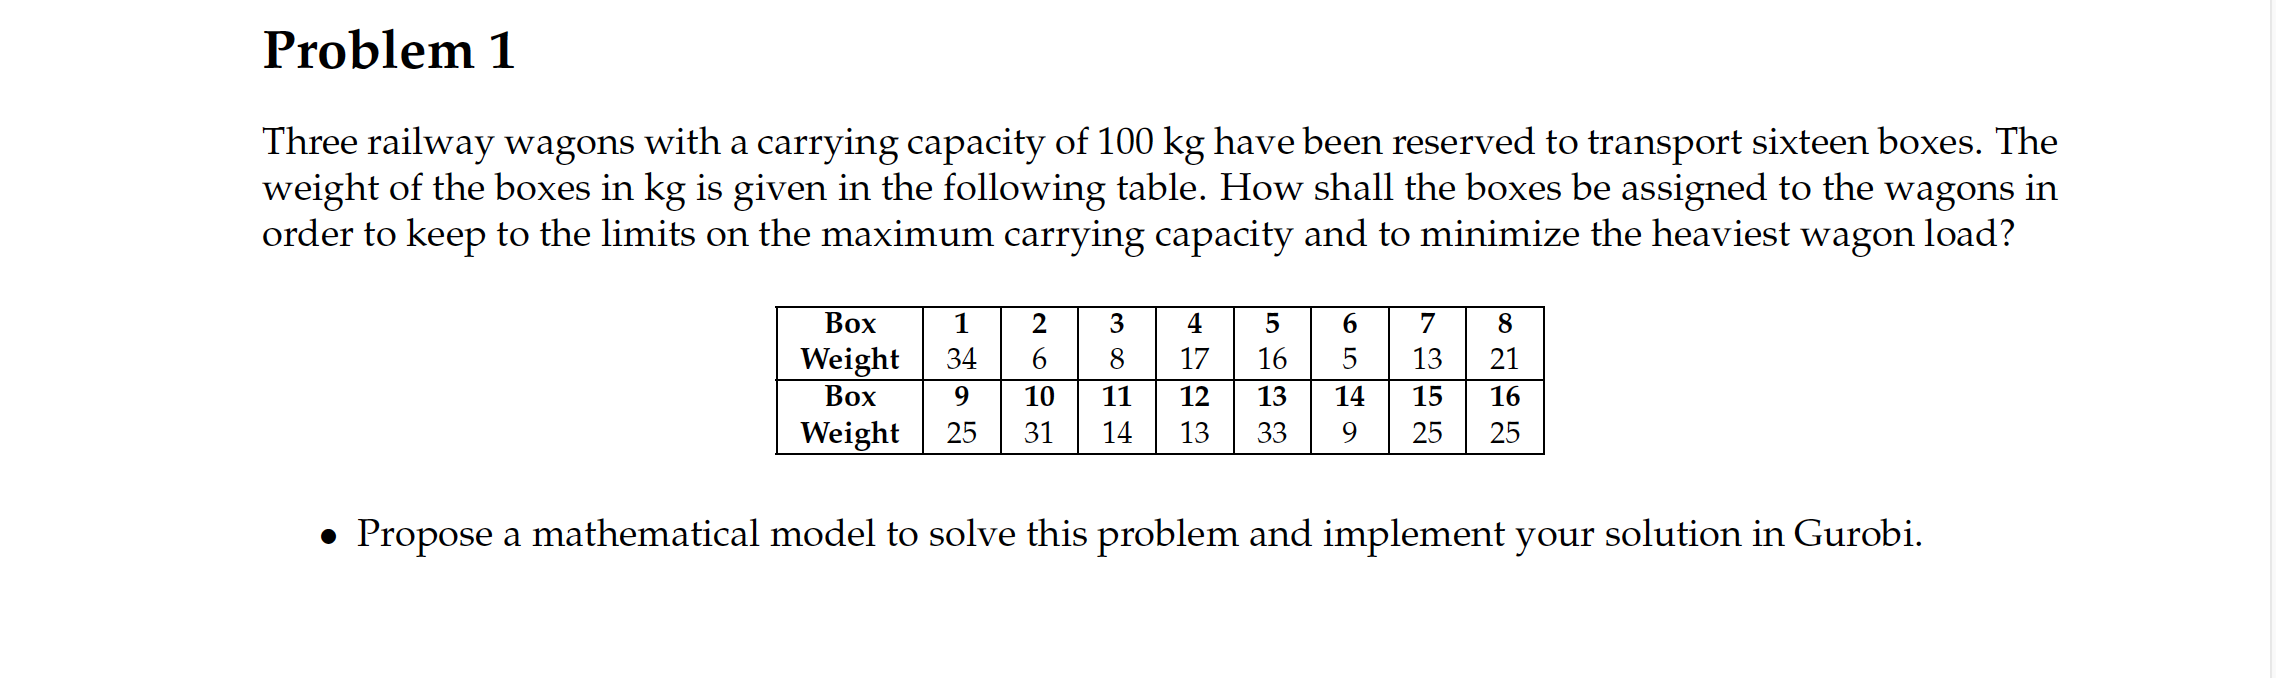 Problem 1
Three railway wagons with a carrying capacity of 100 kg have been reserved to transport sixteen boxes. The
weight of the boxes in kg is given in the following table. How shall the boxes be assigned to the wagons in
order to keep to the limits on the maximum carrying capacity and to minimize the heaviest wagon load?
Box 1 2 3 4 5 6 7 8
Weight 34 6 8 17 16 5 13 21
Box 9 10 11 12 13 14 15 16
Weight 25 31 14 13 33 9 25 25
• Propose a mathematical model to solve this problem and implement your solution in Gurobi.